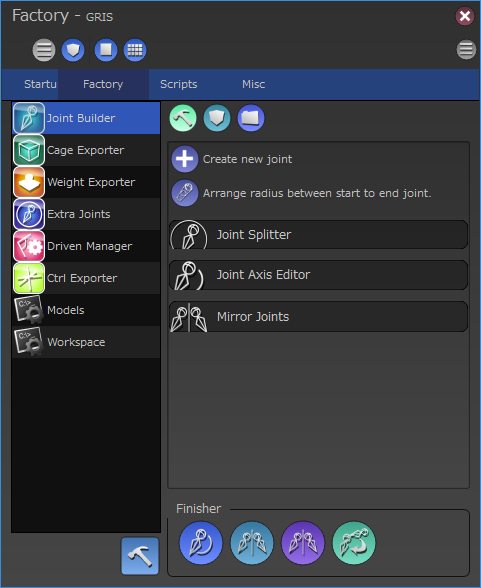 Factory - GRIS
Startu
Factory
Scripts
Misc
Joint Builder
Cage Exporter
Weight Exporter
Extra Joints
Driven Manager
Ctrl Exporter
Models
Workspace
Create new joint
Arrange radius between start to end joint.
Joint Splitter
Joint Axis Editor
Mirror Joints
Finisher